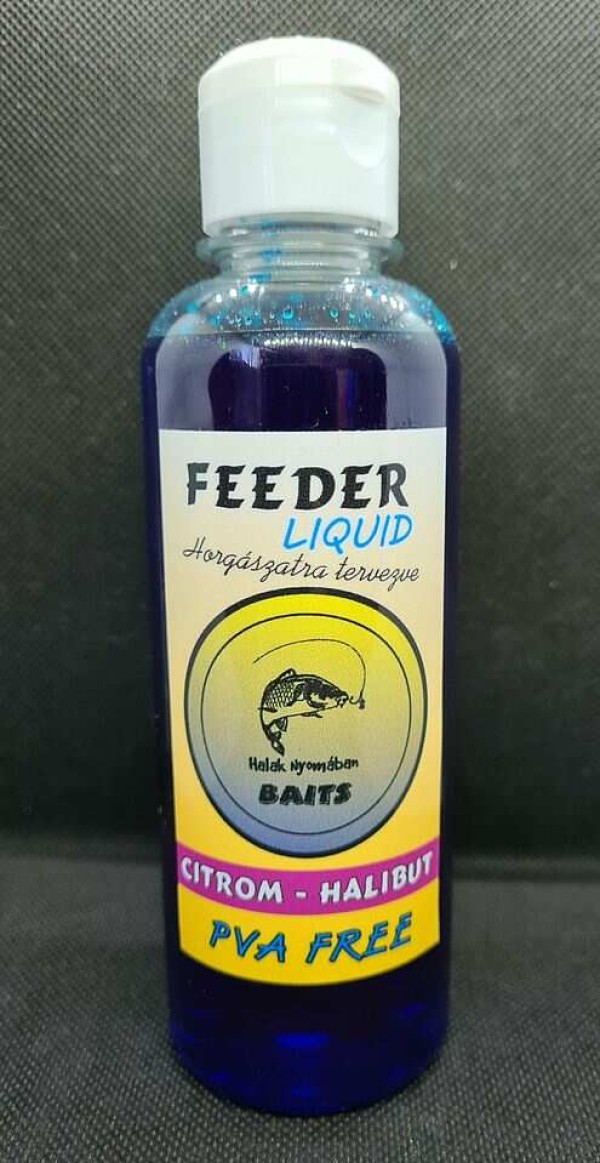 FEEDER
LIQUID
Horgászatra tervezve
Halak Nyomában
BAITS
CITROM - HALIBUT
PVA FREE